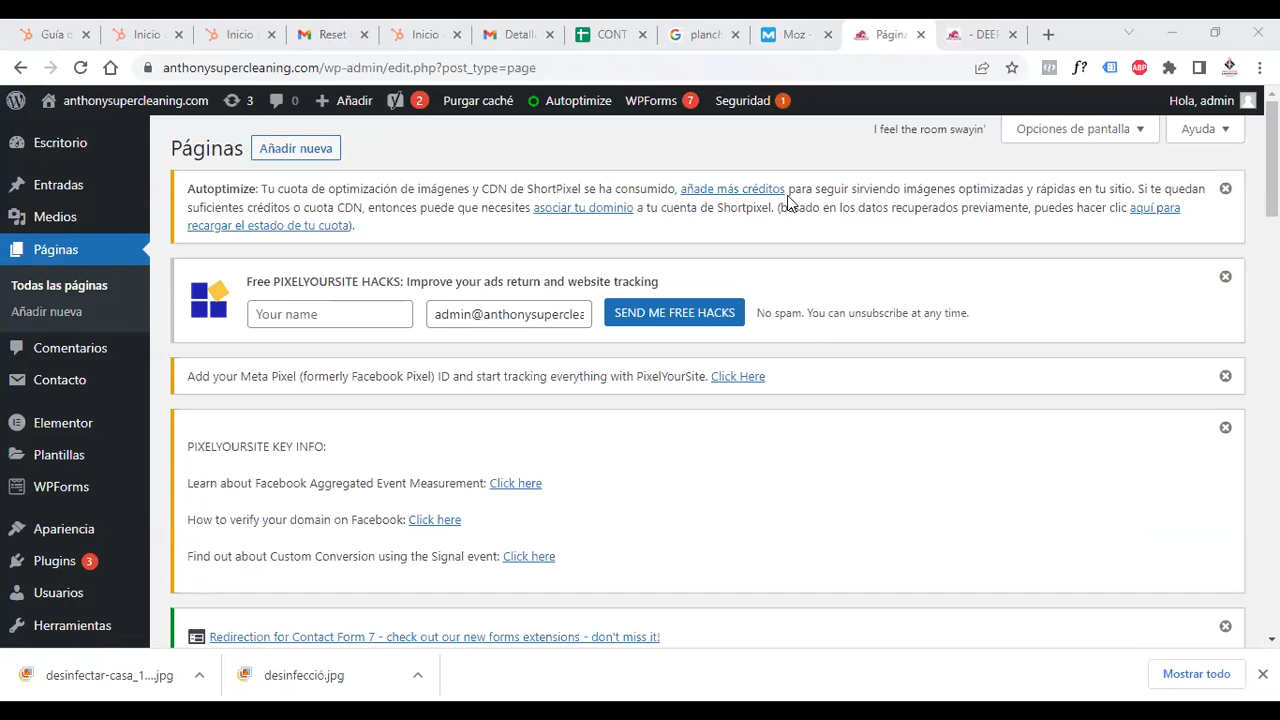 Guía d
Inicio
Inicio
Reset
Inicio
Detalle
CONT
planch
Moz -
Página
- DEEP
anthonysupercleaning.com/wp-admin/edit.php?post_type=page
f?
ABP
anthonysupercleaning.com
3
0
Añadir
2
Purgar caché
Autoptimize
WPForms 7
Seguridad 1
Hola, admin
Escritorio
Entradas
Medios
Páginas
Todas las páginas
Añadir nueva
Comentarios
Contacto
Elementor
Plantillas
WPForms
Apariencia
Plugins 3
Usuarios
Herramientas
I feel the room swayin'
Opciones de pantalla
Ayuda
Páginas
Añadir nueva
Autoptimize: Tu cuota de optimización de imágenes y CDN de ShortPixel se ha consumido, añade más créditos para seguir sirviendo imágenes optimizadas y rápidas en tu sitio. Si te quedan
suficientes créditos o cuota CDN, entonces puede que necesites asociar tu dominio a tu cuenta de Shortpixel. (basado en los datos recuperados previamente, puedes hacer clic aquí para
recargar el estado de tu cuota).
Free PIXELYOURSITE HACKS: Improve your ads return and website tracking
Your name
admin@anthonysuperclea
SEND ME FREE HACKS
No spam. You can unsubscribe at any time.
Add your Meta Pixel (formerly Facebook Pixel) ID and start tracking everything with PixelYourSite. Click Here
PIXELYOURSITE KEY INFO:
Learn about Facebook Aggregated Event Measurement: Click here
How to verify your domain on Facebook: Click here
Find out about Custom Conversion using the Signal event: Click here
Redirection for Contact Form 7 - check out our new forms extensions - don't miss it!
desinfectar-casa_1....jpg
desinfecció.jpg
Mostrar todo